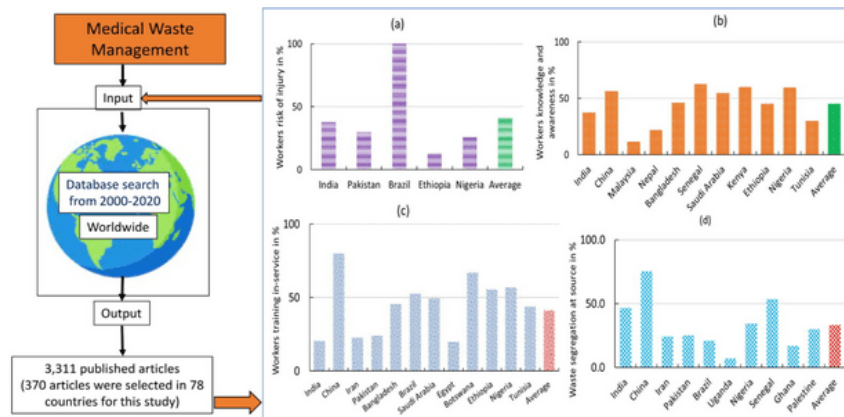 Medical Waste
Management
Input
Database search
from 2000-2020
Worldwide
Output
3,311 published articles
(370 articles were selected in 78
countries for this study)
(a)
Workers risk of injury in %
100
50
0
India
Pakistan
Brazil
Ethiopia
Nigeria
Average
(b)
Workers knowledge and
awareness in %
100
50
0
India
China
Malaysia
Nepal
Bangladesh
Senegal
Saudi Arabia
Kenya
Ethiopia
Nigeria
Tunisia
Average
(c)
Workers training in-service in %
100
50
0
India
China
Iran
Pakistan
Bangladesh
Brazil
Saudi Arabia
Egypt
Botswana
Ethiopia
Nigeria
Tunisia
Average
(d)
Waste segregation at source in %
100.0
50.0
0.0
India
China
Iran
Pakistan
Brazil
Uganda
Nigeria
Senegal
Ghana
Palestine
Average